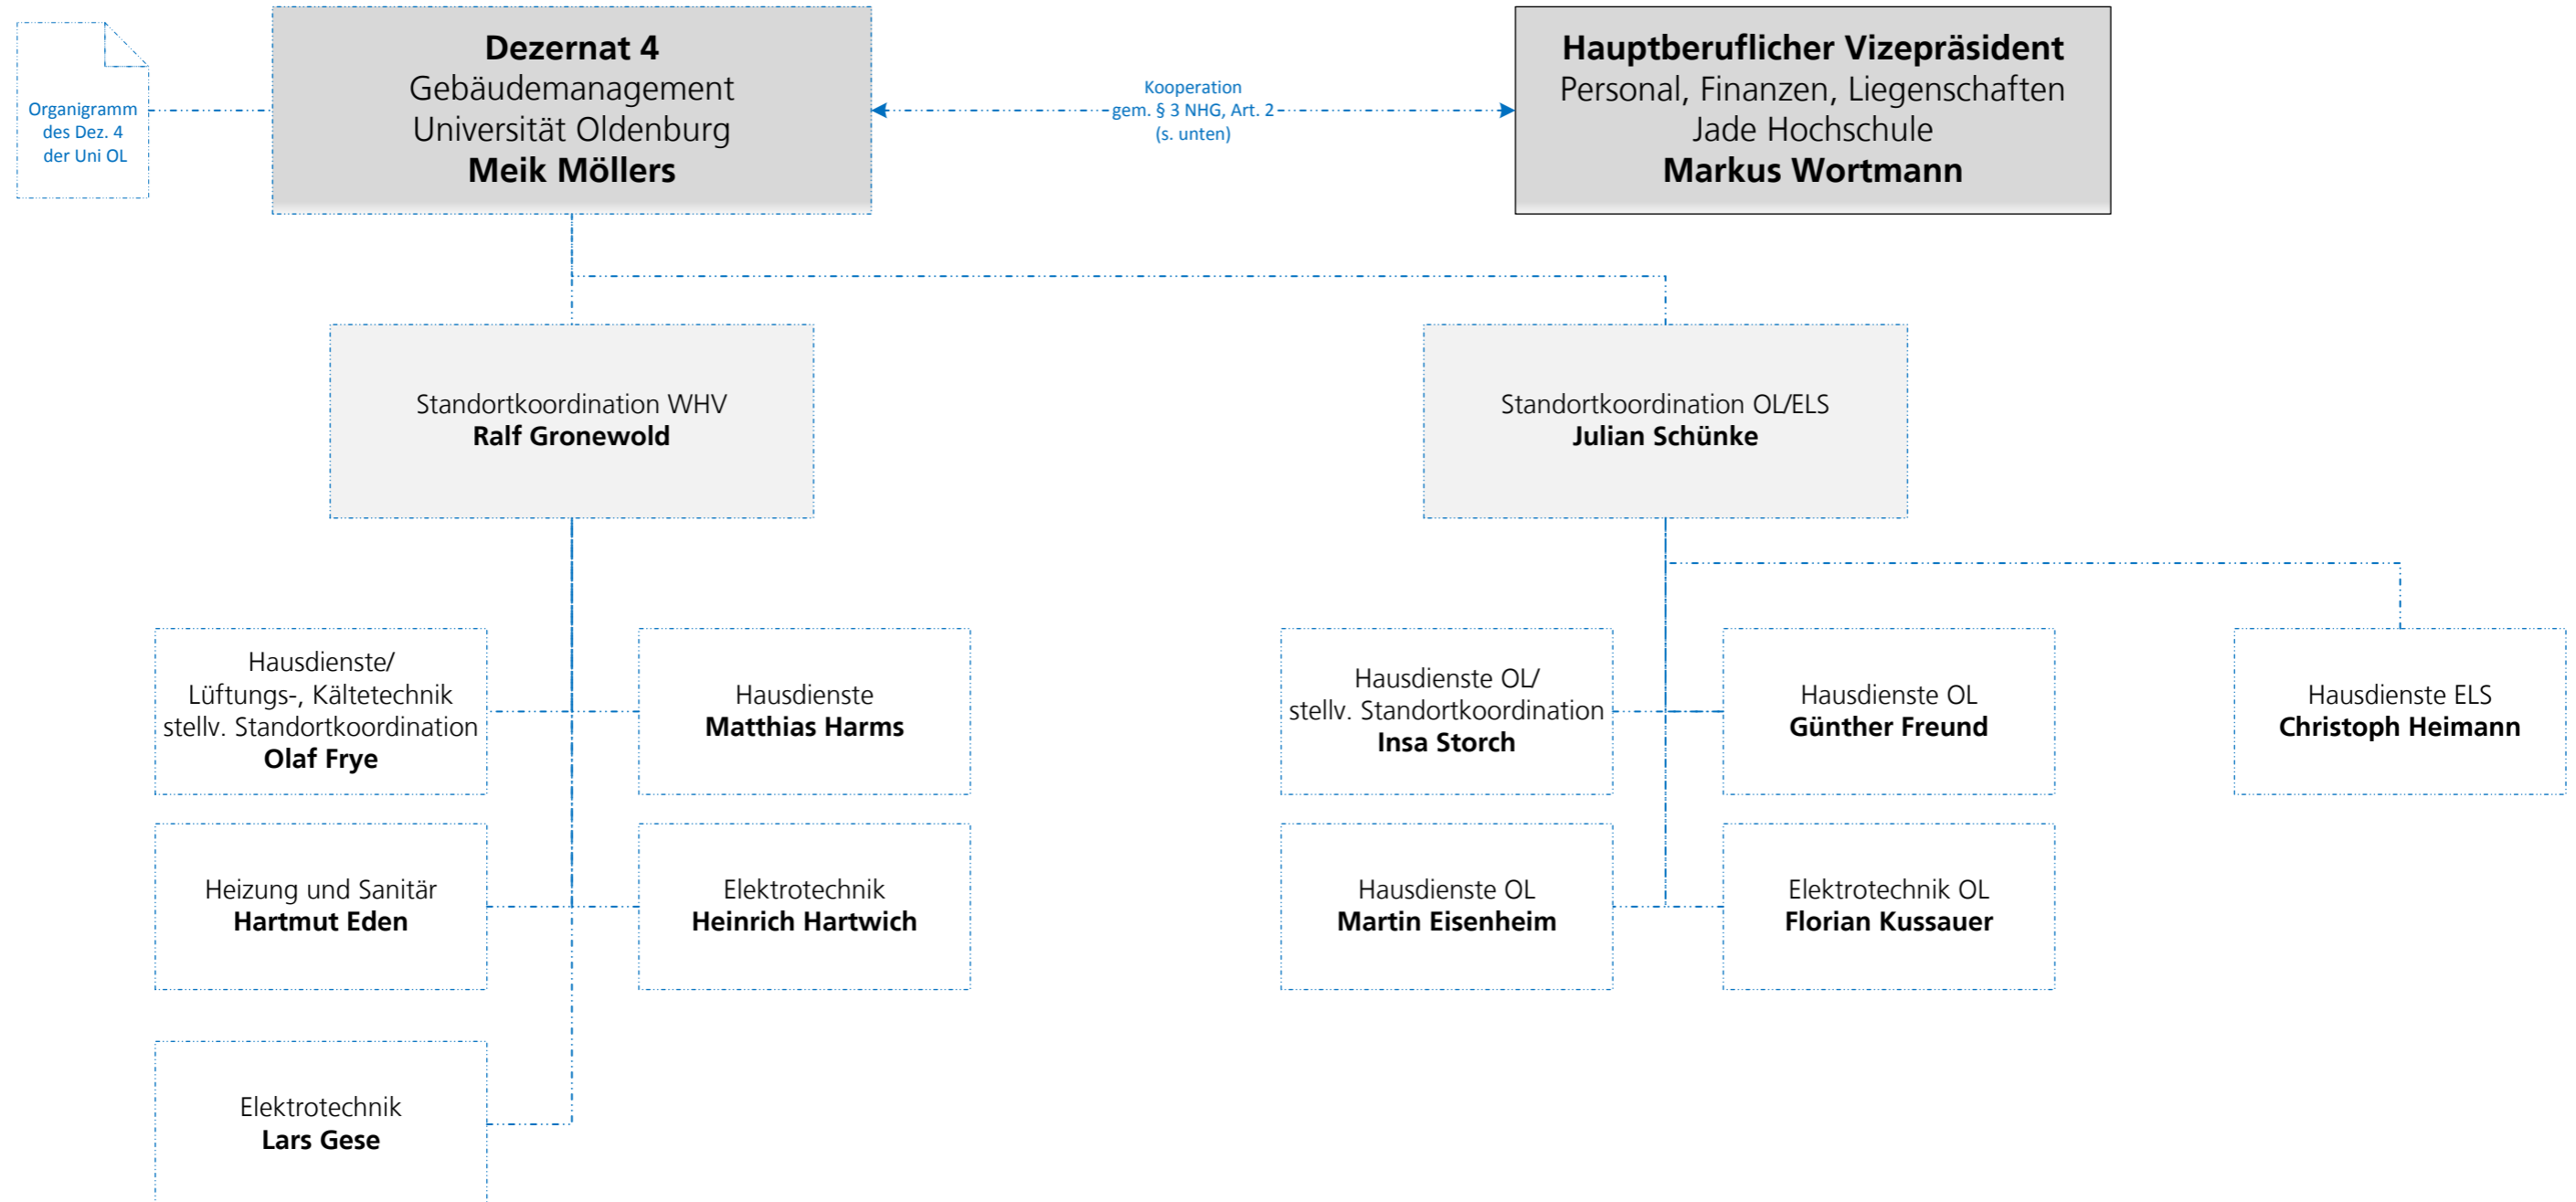 Organigramm
des Dez. 4
der Uni OL
Dezernat 4
Gebäudemanagement
Universität Oldenburg
Meik Möllers
Kooperation
gem. § 3 NHG, Art. 2
(s. unten)
Hauptberuflicher Vizepräsident
Personal, Finanzen, Liegenschaften
Jade Hochschule
Markus Wortmann
Standortkoordination WHV
Ralf Gronewold
Standortkoordination OL/ELS
Julian Schünke
Hausdienste/
Lüftungs-, Kältetechnik
stellv. Standortkoordination
Olaf Frye
Hausdienste
Matthias Harms
Hausdienste OL/
stellv. Standortkoordination
Insa Storch
Hausdienste OL
Günther Freund
Hausdienste ELS
Christoph Heimann
Heizung und Sanitär
Hartmut Eden
Elektrotechnik
Heinrich Hartwich
Hausdienste OL
Martin Eisenheim
Elektrotechnik OL
Florian Kussauer
Elektrotechnik
Lars Gese